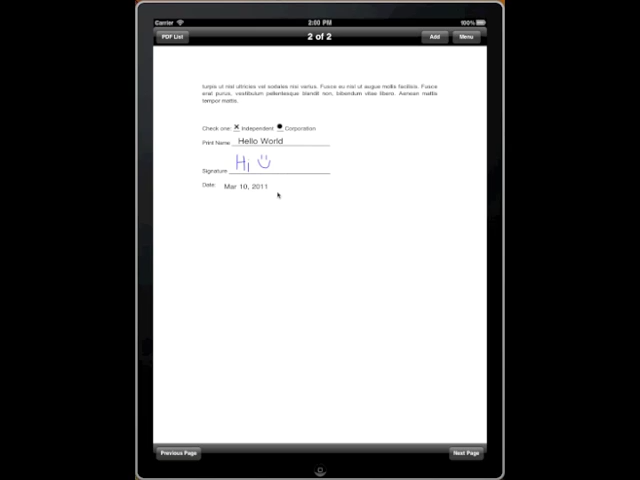 Carrier 2:00 PM 100%
PDF List 2 of 2 Add Menu
turpis ut nisl ultricies vel sodales nisi varius. Fusce eu nisl ut augue mollis facilisis. Fusce
erat purus, vestibulum pellentesque blandit non, bibendum vitae libero. Aenean mattis
tempor mattis.
Check one: X Independent Corporation
Print Name: Hello World
Signature Hi
Date: Mar 10, 2011
Previous Page Next Page